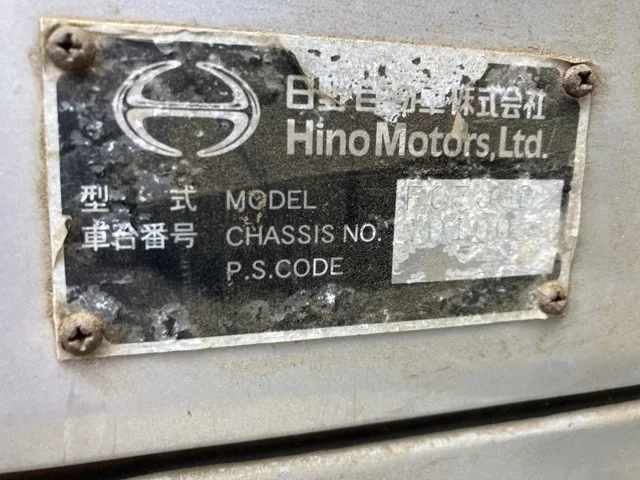 日野自動車株式会社
Hino Motors, Ltd.
型式 MODEL
車台番号 CHASSIS NO.
P.S.CODE